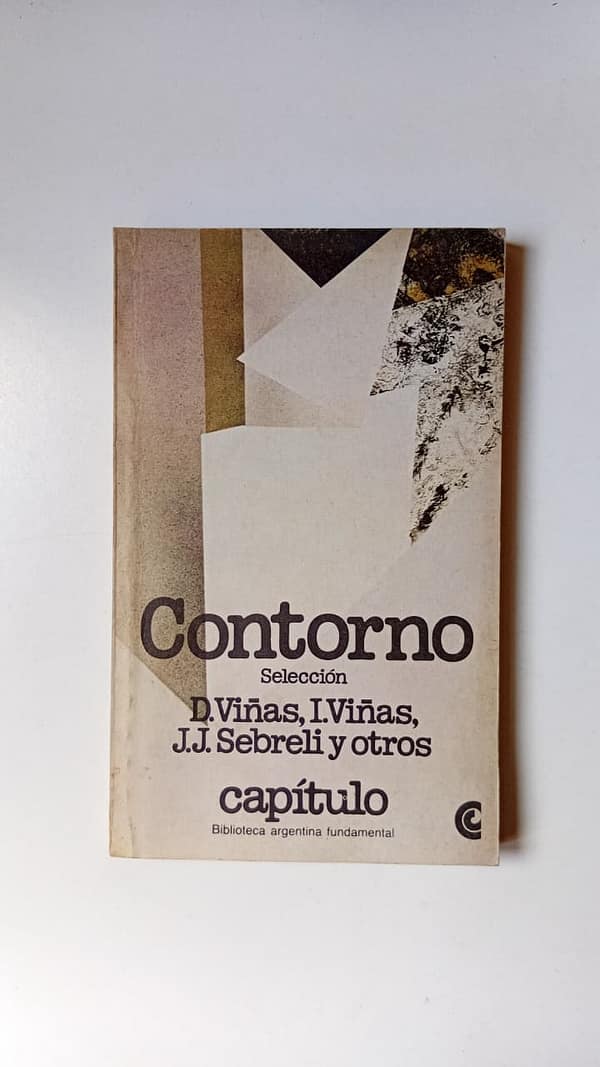 Contorno
Selección
D.Viñas, I.Viñas,
J.J. Sebreli y otros
capítulo
Biblioteca argentina fundamental